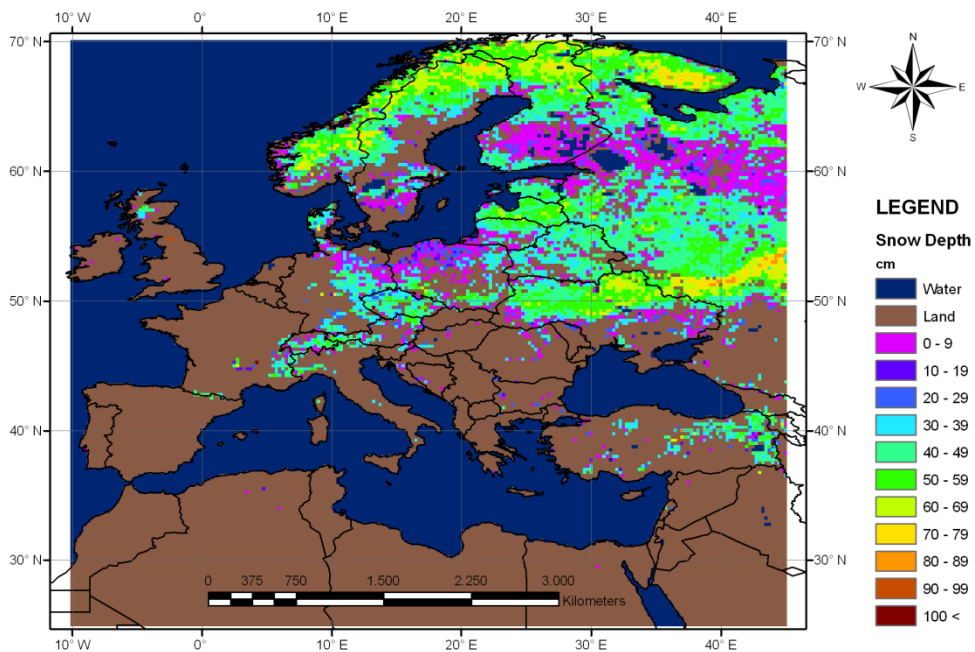 10° W 0° 10° E 20° E 30° E 40° E
70° N 70° N
60° N 60° N
50° N 50° N
40° N 40° N
30° N 30° N
0 375 750 1.500 2.250 3.000
Kilometers
10° W 0° 10° E 20° E 30° E 40° E
N
W E
S
LEGEND
Snow Depth
cm
Water
Land
0 - 9
10 - 19
20 - 29
30 - 39
40 - 49
50 - 59
60 - 69
70 - 79
80 - 89
90 - 99
100 <